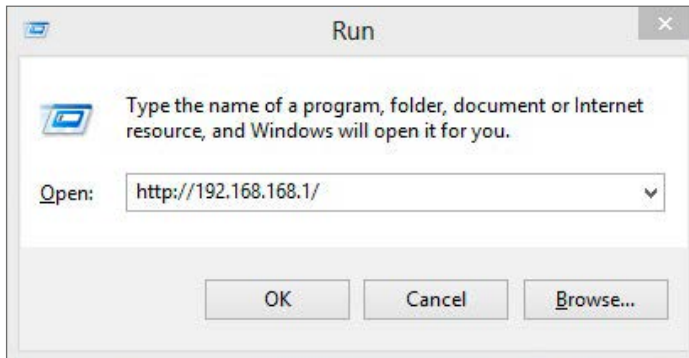 Run
Type the name of a program, folder, document or Internet
resource, and Windows will open it for you.
Open: http://192.168.168.1/
OK Cancel Browse...